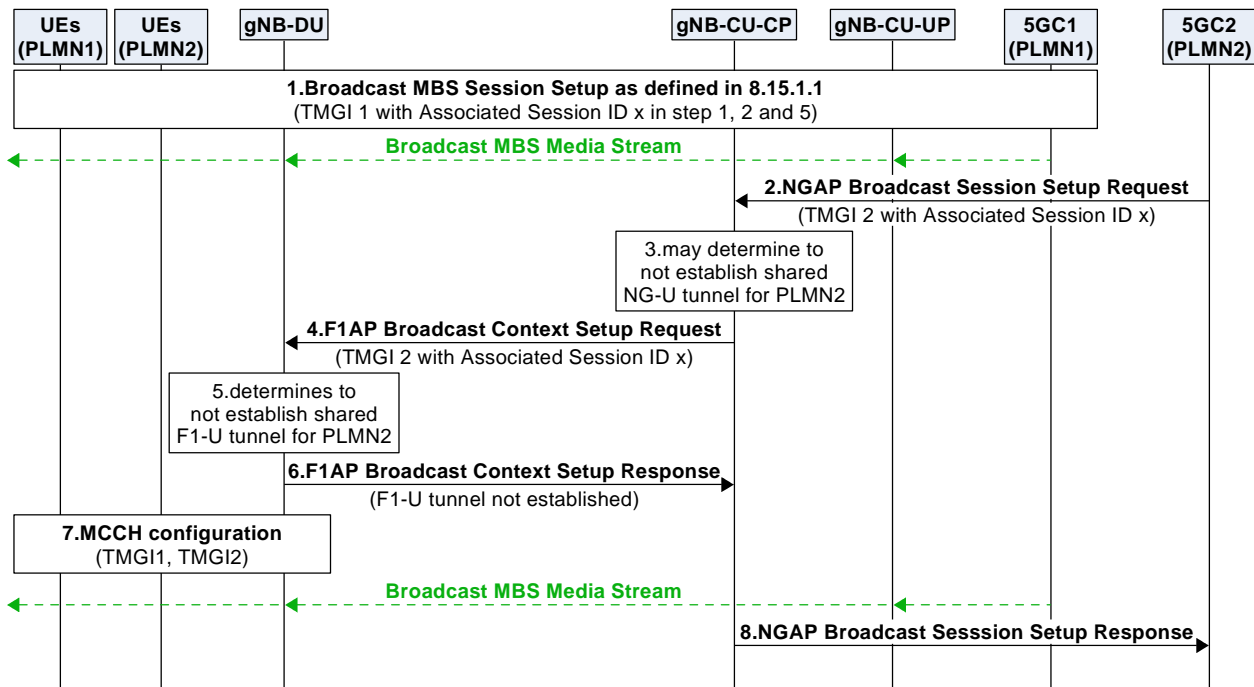 UEs
(PLMN1)
UEs
(PLMN2)
gNB-DU
gNB-CU-CP
gNB-CU-UP
5GC1
(PLMN1)
5GC2
(PLMN2)
1.Broadcast MBS Session Setup as defined in 8.15.1.1
(TMGI 1 with Associated Session ID x in step 1, 2 and 5)
Broadcast MBS Media Stream
2.NGAP Broadcast Session Setup Request
(TMGI 2 with Associated Session ID x)
3.may determine to
not establish shared
NG-U tunnel for PLMN2
4.F1AP Broadcast Context Setup Request
(TMGI 2 with Associated Session ID x)
5.determines to
not establish shared
F1-U tunnel for PLMN2
6.F1AP Broadcast Context Setup Response
(F1-U tunnel not established)
7.MCCH configuration
(TMGI1, TMGI2)
Broadcast MBS Media Stream
8.NGAP Broadcast Sesssion Setup Response